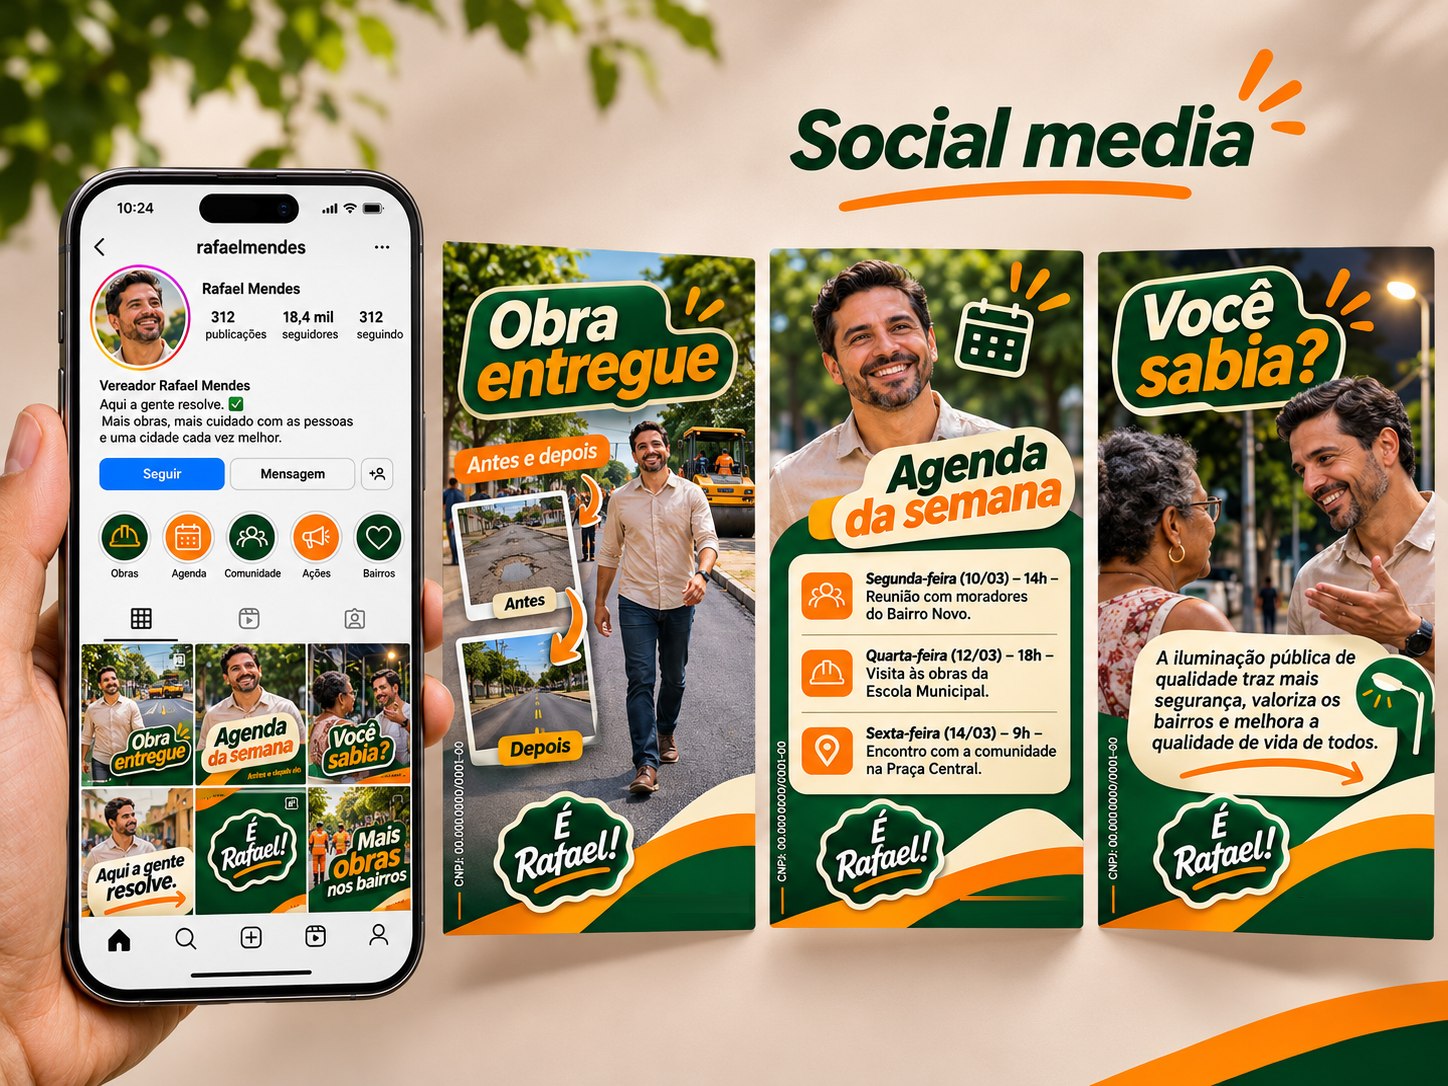 Social media
10:24
rafaelmendes
Rafael Mendes
312
publicações
18,4 mil
seguidores
312
seguindo
Vereador Rafael Mendes
Aqui a gente resolve. ✅
Mais obras, mais cuidado com as pessoas
e uma cidade cada vez melhor.
Seguir
Mensagem
Obras
Agenda
Comunidade
Ações
Bairros
Obra
entregue
Agenda
da semana
Antes e depois do
Você
sabia?
Aqui a gente
resolve.
É
Rafael!
Mais
obras
nos bairros
Obra
entregue
Antes e depois
Antes
Depois
CNPJ: 00.000.0000/0001-00
É
Rafael!
Agenda
da semana
Segunda-feira (10/03) – 14h –
Reunião com moradores
do Bairro Novo.
Quarta-feira (12/03) – 18h –
Visita às obras da
Escola Municipal.
Sexta-feira (14/03) – 9h –
Encontro com a comunidade
na Praça Central.
CNPJ: 00.000.0000/0001-00
É
Rafael!
Você
sabia?
A iluminação pública de
qualidade traz mais
segurança, valoriza os
bairros e melhora a
qualidade de vida de todos.
CNPJ: 00.000.0000/0001-00
É
Rafael!